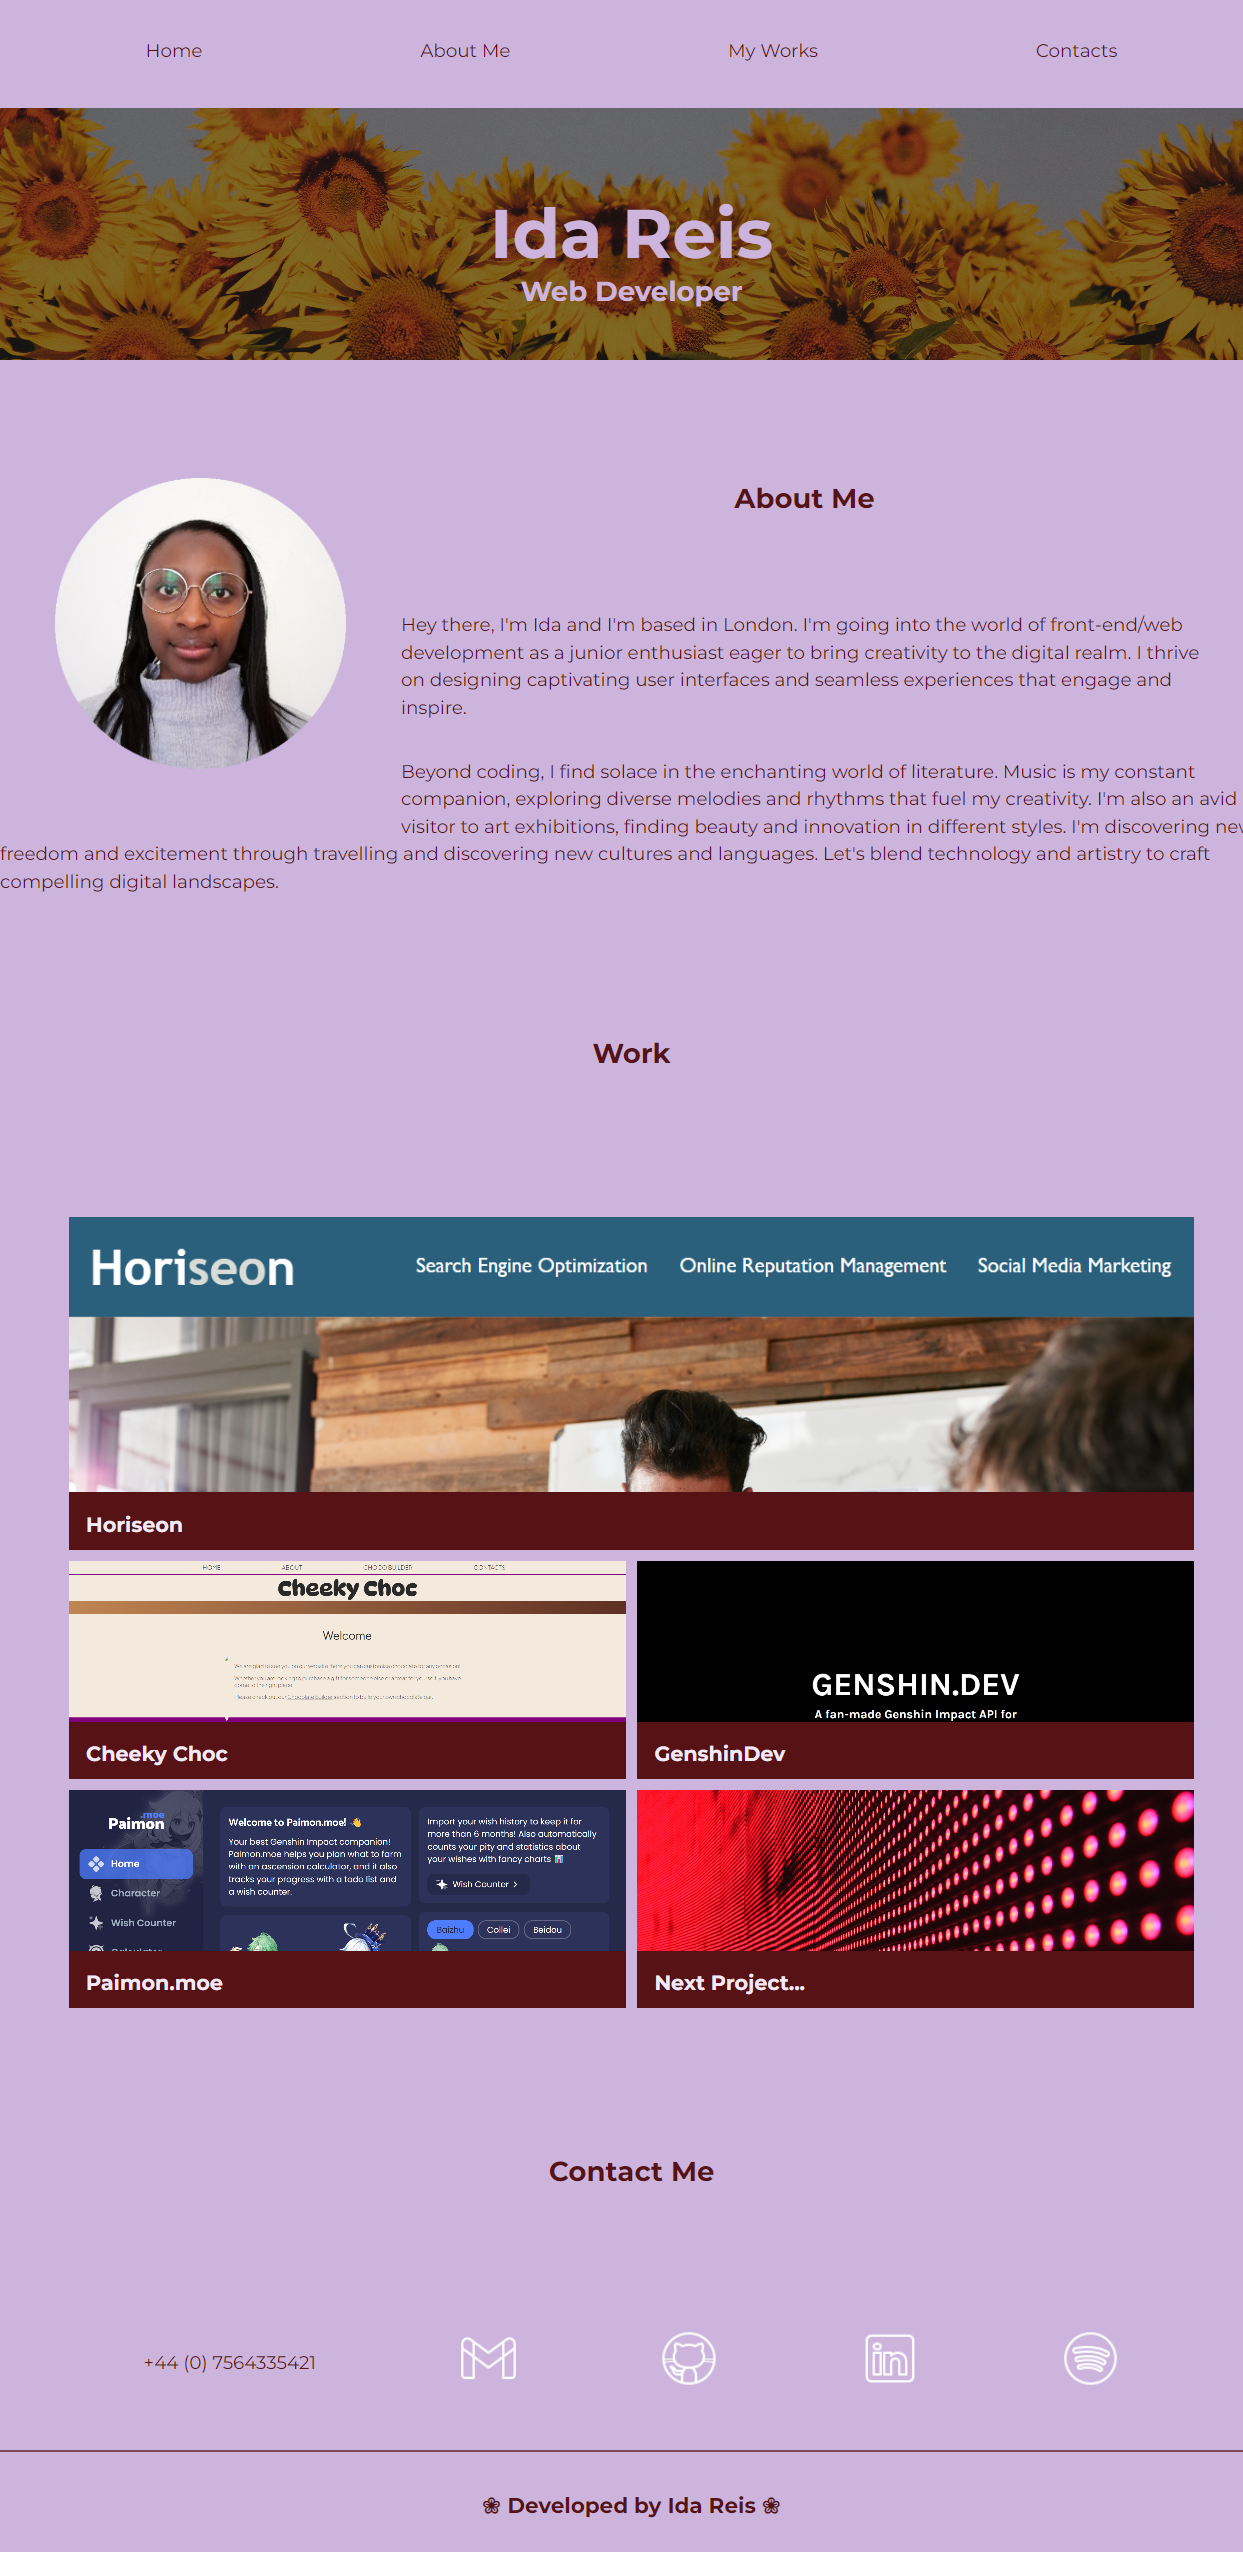 Home About Me My Works Contacts
Ida Reis
Web Developer
About Me
Hey there, I'm Ida and I'm based in London. I'm going into the world of front-end/web
development as a junior enthusiast eager to bring creativity to the digital realm. I thrive
on designing captivating user interfaces and seamless experiences that engage and
inspire.
Beyond coding, I find solace in the enchanting world of literature. Music is my constant
companion, exploring diverse melodies and rhythms that fuel my creativity. I'm also an avid
visitor to art exhibitions, finding beauty and innovation in different styles. I'm discovering
freedom and excitement through travelling and discovering new cultures and languages. Let's blend technology and artistry to craft
compelling digital landscapes.
Work
Horiseon Search Engine Optimization Online Reputation Management Social Media Marketing
Horiseon
HOME ABOUT CHOCOBUILDER CONTACTS
Cheeky Choc
Welcome
Cheeky Choc
GENSHIN.DEV
A fan-made Genshin Impact API for
GenshinDev
.moe
Paimon
Home
Character
Wish Counter
Welcome to Paimon.moe! 👋
Your best Genshin Impact companion!
Paimon.moe helps you plan what to farm
with an ascension calculator, and it also
tracks your progress with a todo list and
a wish counter.
Import your wish history to keep it for
more than 6 months! Also automatically
counts your pity and statistics about
your wishes with fancy charts 📊
Wish Counter >
Baizhu Collei Beidou
Paimon.moe
Next Project...
Contact Me
+44 (0) 7564335421
❀ Developed by Ida Reis ❀